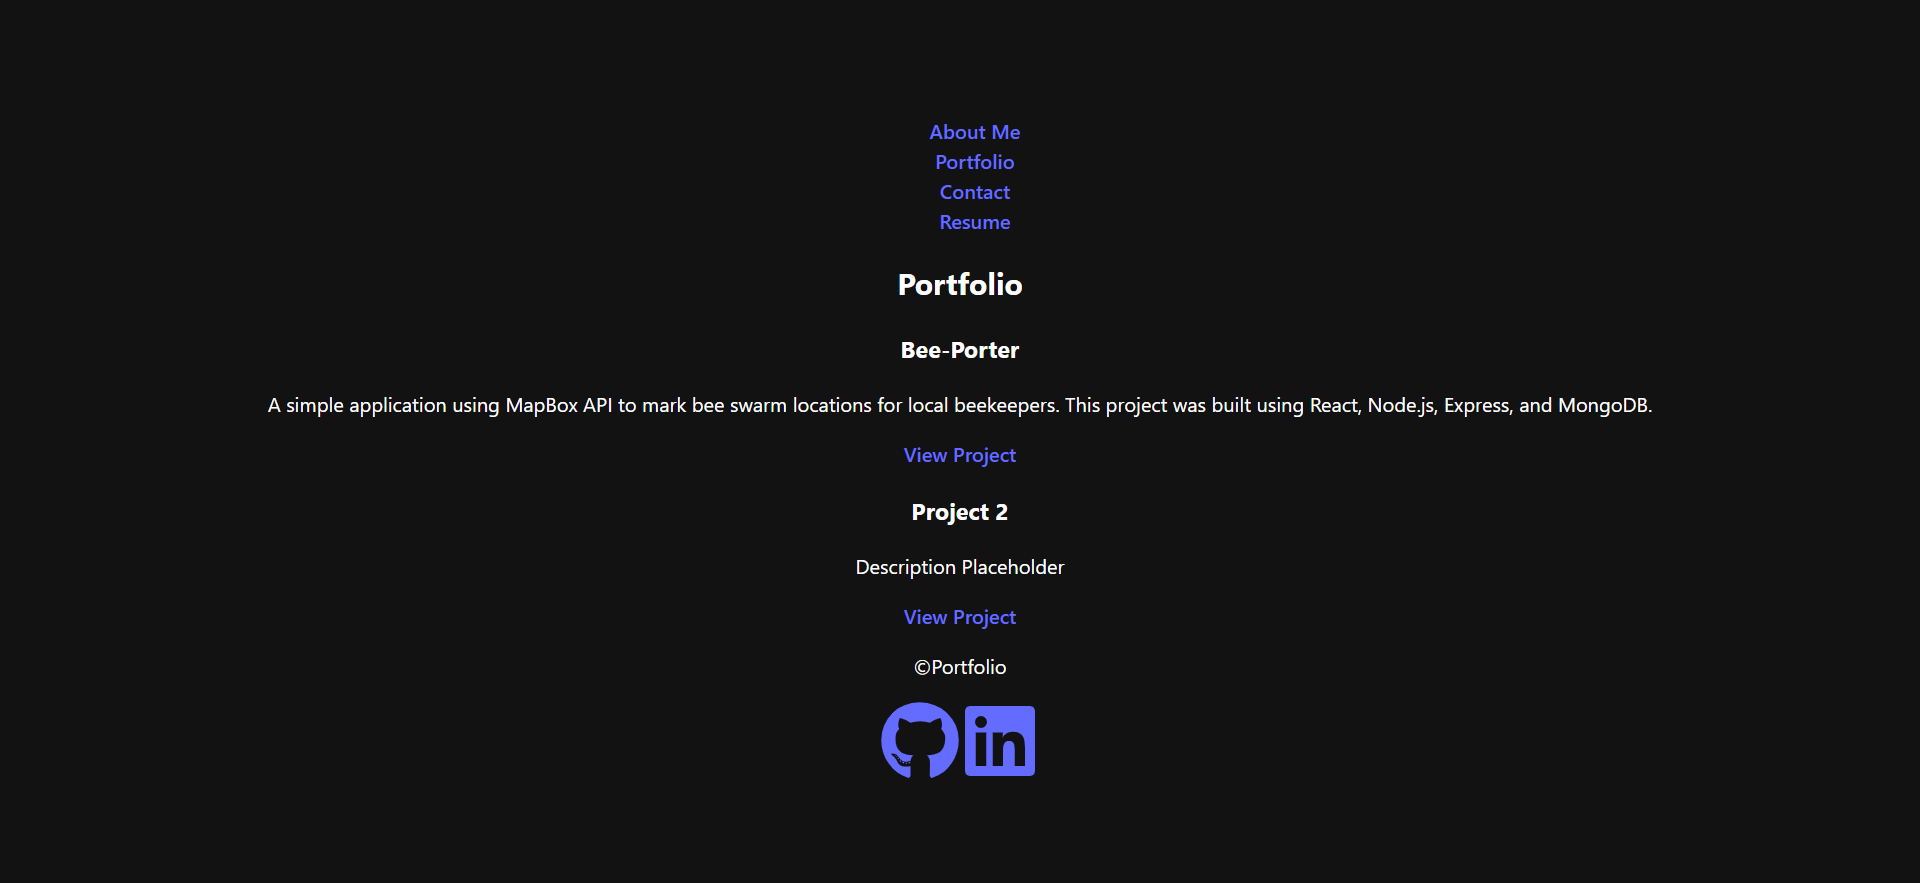 About Me
Portfolio
Contact
Resume
Portfolio
Bee-Porter
A simple application using MapBox API to mark bee swarm locations for local beekeepers. This project was built using React, Node.js, Express, and MongoDB.
View Project
Project 2
Description Placeholder
View Project
©Portfolio
in